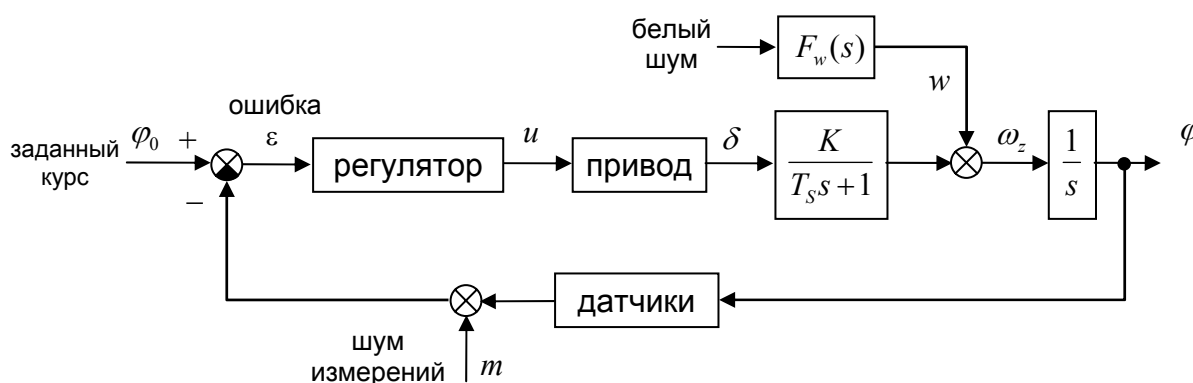 белый
шум
F_w(s)
w
ошибка
заданный
курс
φ_0
+
ε
регулятор
u
привод
δ
K
T_S s + 1
ω_z
1
s
φ
−
датчики
шум
измерений
m